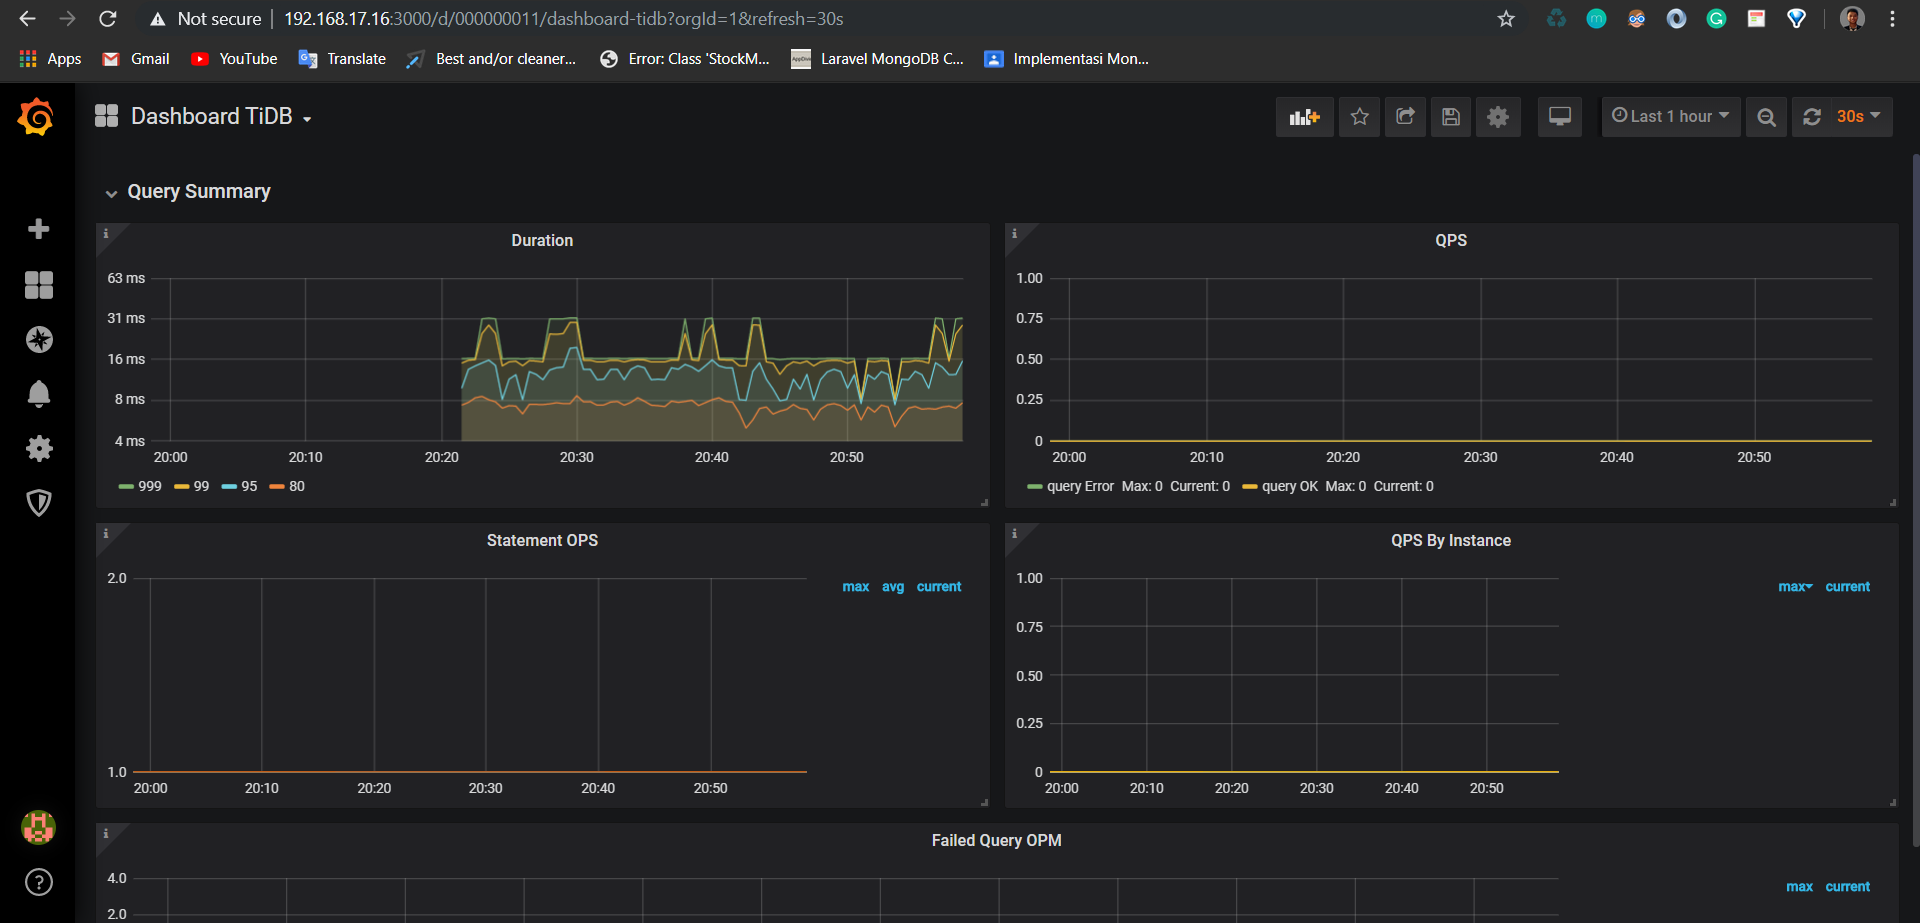 Not secure | 192.168.17.16:3000/d/000000011/dashboard-tidb?orgId=1&refresh=30s
Apps Gmail YouTube Translate Best and/or cleaner... Error: Class 'StockM... Laravel MongoDB C... Implementasi Mon...
Dashboard TiDB
Last 1 hour 30s
Query Summary
Duration
63 ms
31 ms
16 ms
8 ms
4 ms
20:00 20:10 20:20 20:30 20:40 20:50
999 99 95 80
QPS
1.00
0.75
0.50
0.25
0
20:00 20:10 20:20 20:30 20:40 20:50
query Error Max: 0 Current: 0 query OK Max: 0 Current: 0
Statement OPS
2.0
max avg current
1.0
20:00 20:10 20:20 20:30 20:40 20:50
QPS By Instance
1.00
max current
0.75
0.50
0.25
0
20:00 20:10 20:20 20:30 20:40 20:50
Failed Query OPM
4.0
max current
2.0